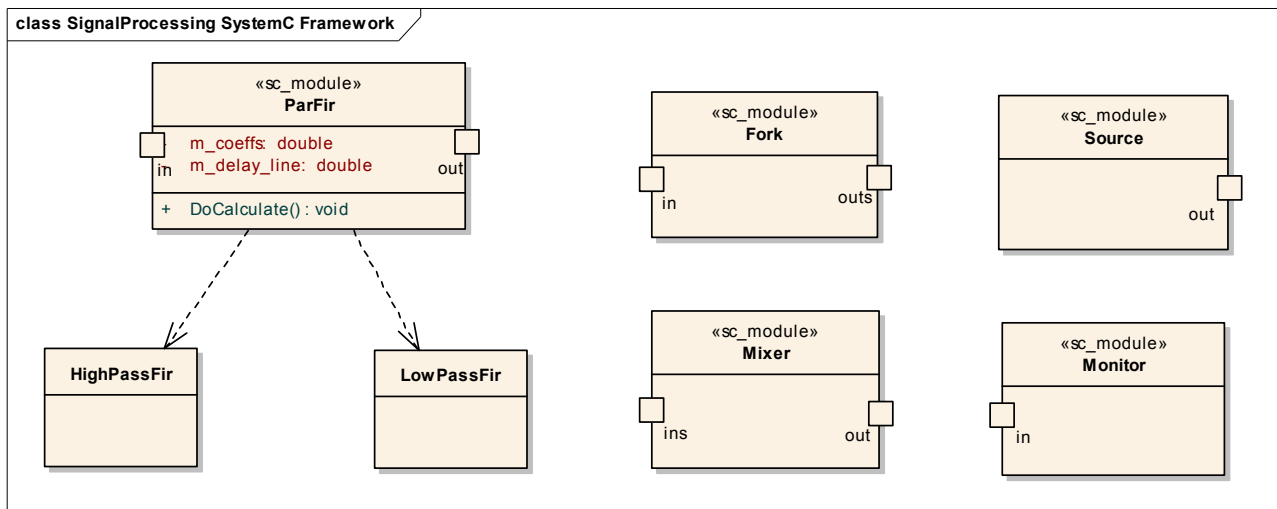 class SignalProcessing SystemC Framework
«sc_module»
ParFir
- m_coeffs: double
- m_delay_line: double
in
out
+ DoCalculate() : void
«sc_module»
Fork
in
outs
«sc_module»
Source
out
HighPassFir
LowPassFir
«sc_module»
Mixer
ins
out
«sc_module»
Monitor
in